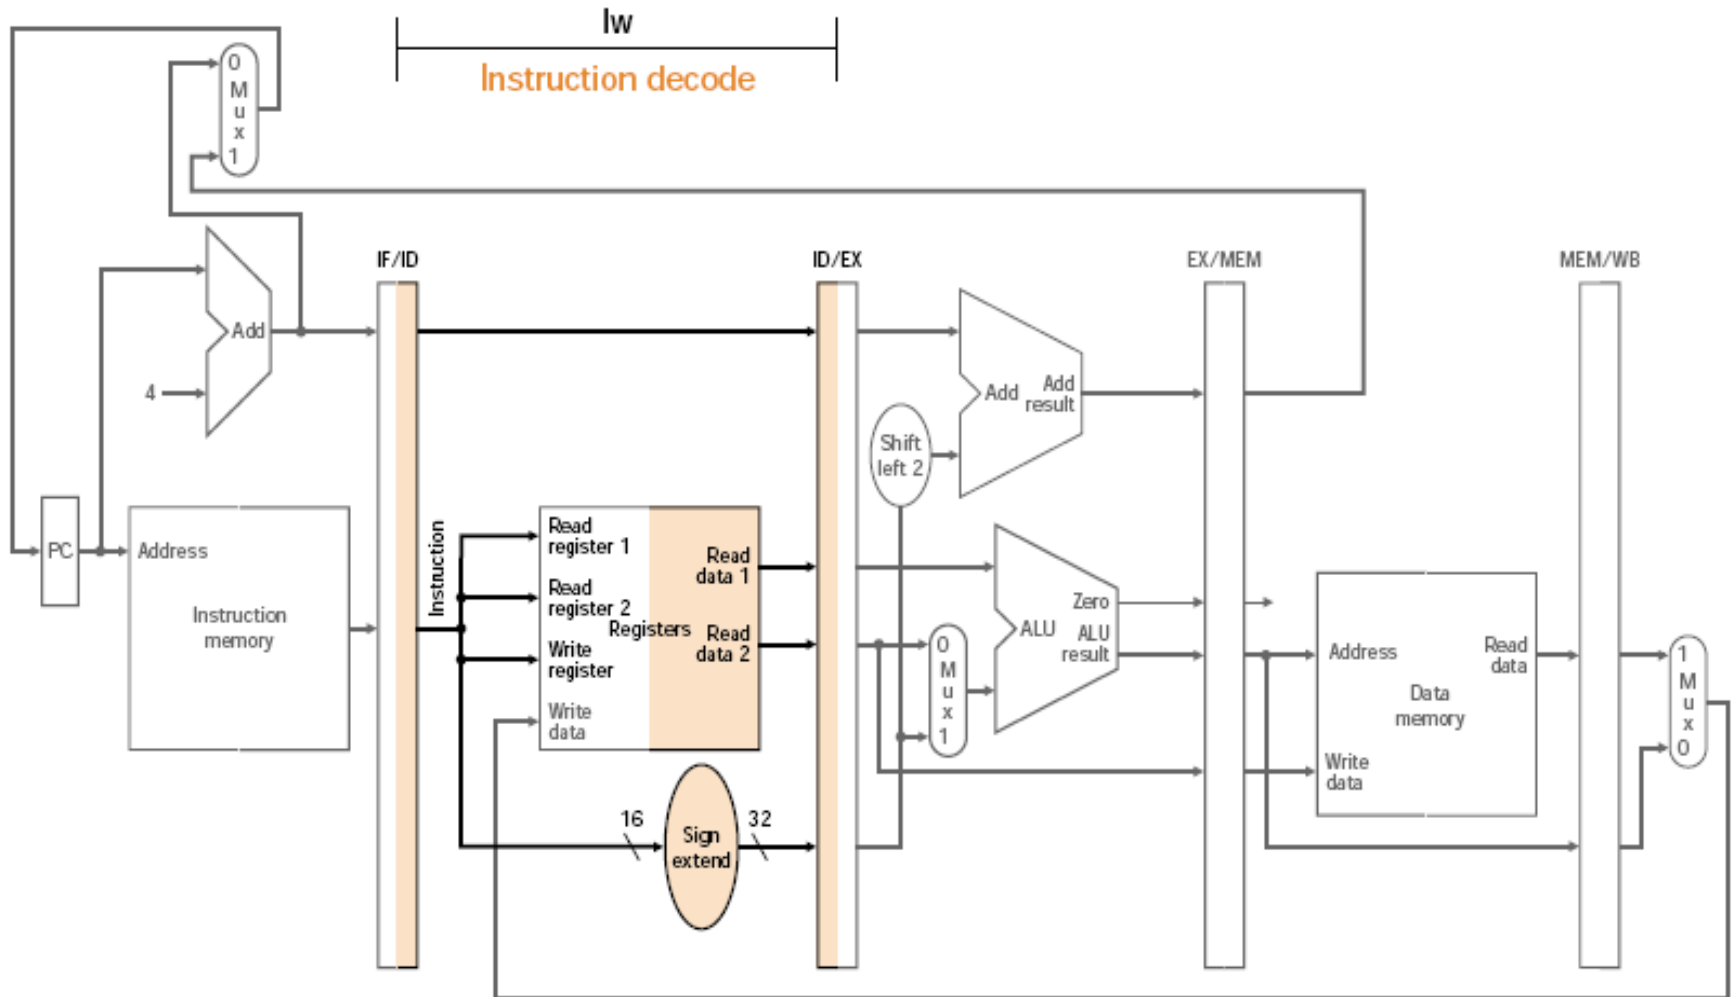 lw
Instruction decode
0
M
u
x
1
IF/ID
ID/EX
EX/MEM
MEM/WB
Add
4
Add
Add
result
Shift
left 2
PC
Address
Instruction
memory
Instruction
Read
register 1
Read
register 2
Registers
Write
register
Write
data
Read
data 1
Read
data 2
16
Sign
extend
32
0
M
u
x
1
Zero
ALU
ALU
result
Address
Read
data
Data
memory
Write
data
1
M
u
x
0